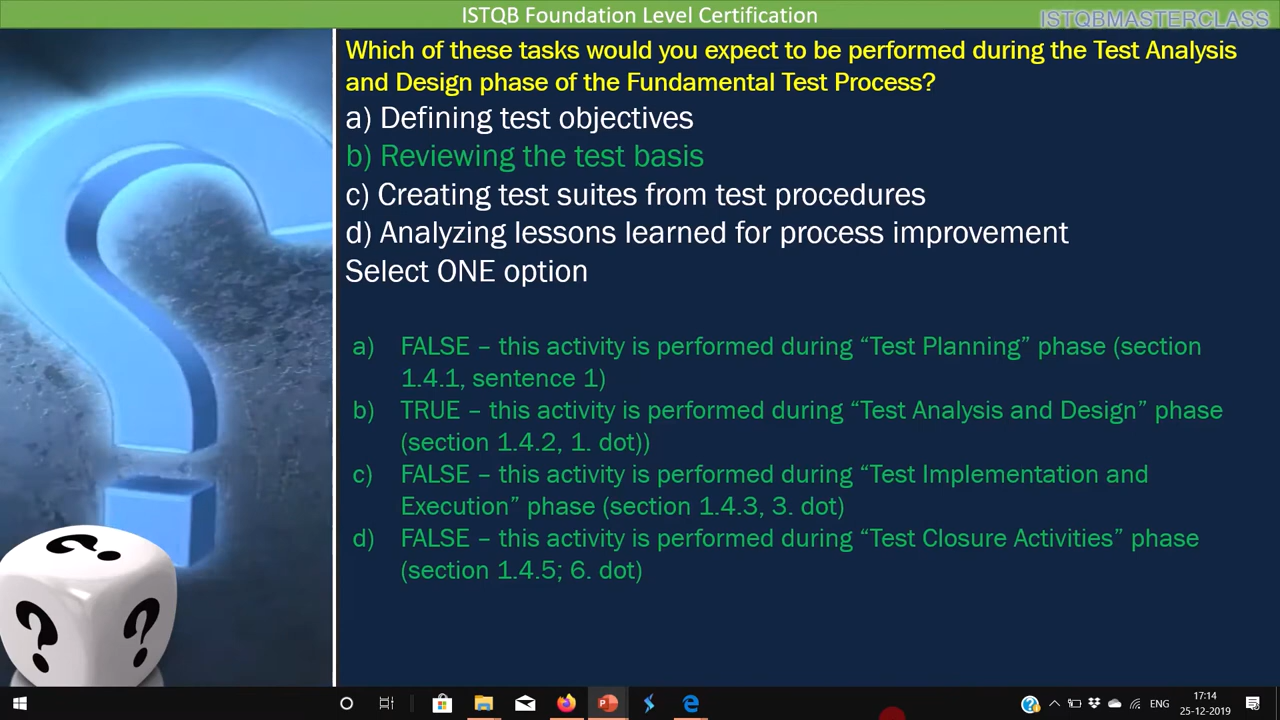 ISTQB Foundation Level Certification
ISTQBMASTERCLASS
Which of these tasks would you expect to be performed during the Test Analysis
and Design phase of the Fundamental Test Process?
a) Defining test objectives
b) Reviewing the test basis
c) Creating test suites from test procedures
d) Analyzing lessons learned for process improvement
Select ONE option
a) FALSE – this activity is performed during “Test Planning” phase (section
1.4.1, sentence 1)
b) TRUE – this activity is performed during “Test Analysis and Design” phase
(section 1.4.2, 1. dot))
c) FALSE – this activity is performed during “Test Implementation and
Execution” phase (section 1.4.3, 3. dot)
d) FALSE – this activity is performed during “Test Closure Activities” phase
(section 1.4.5; 6. dot)
ENG
17:14
25-12-2019